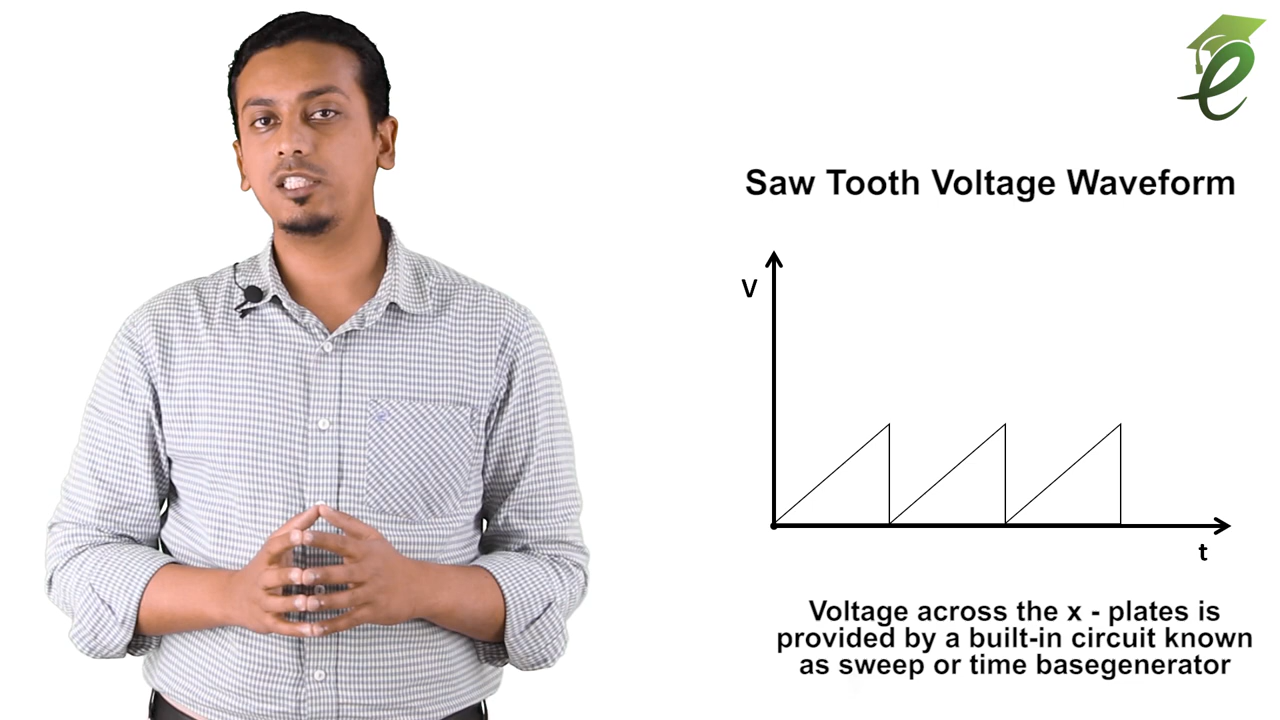 Saw Tooth Voltage Waveform
V
t
Voltage across the x - plates is
provided by a built-in circuit known
as sweep or time basegenerator